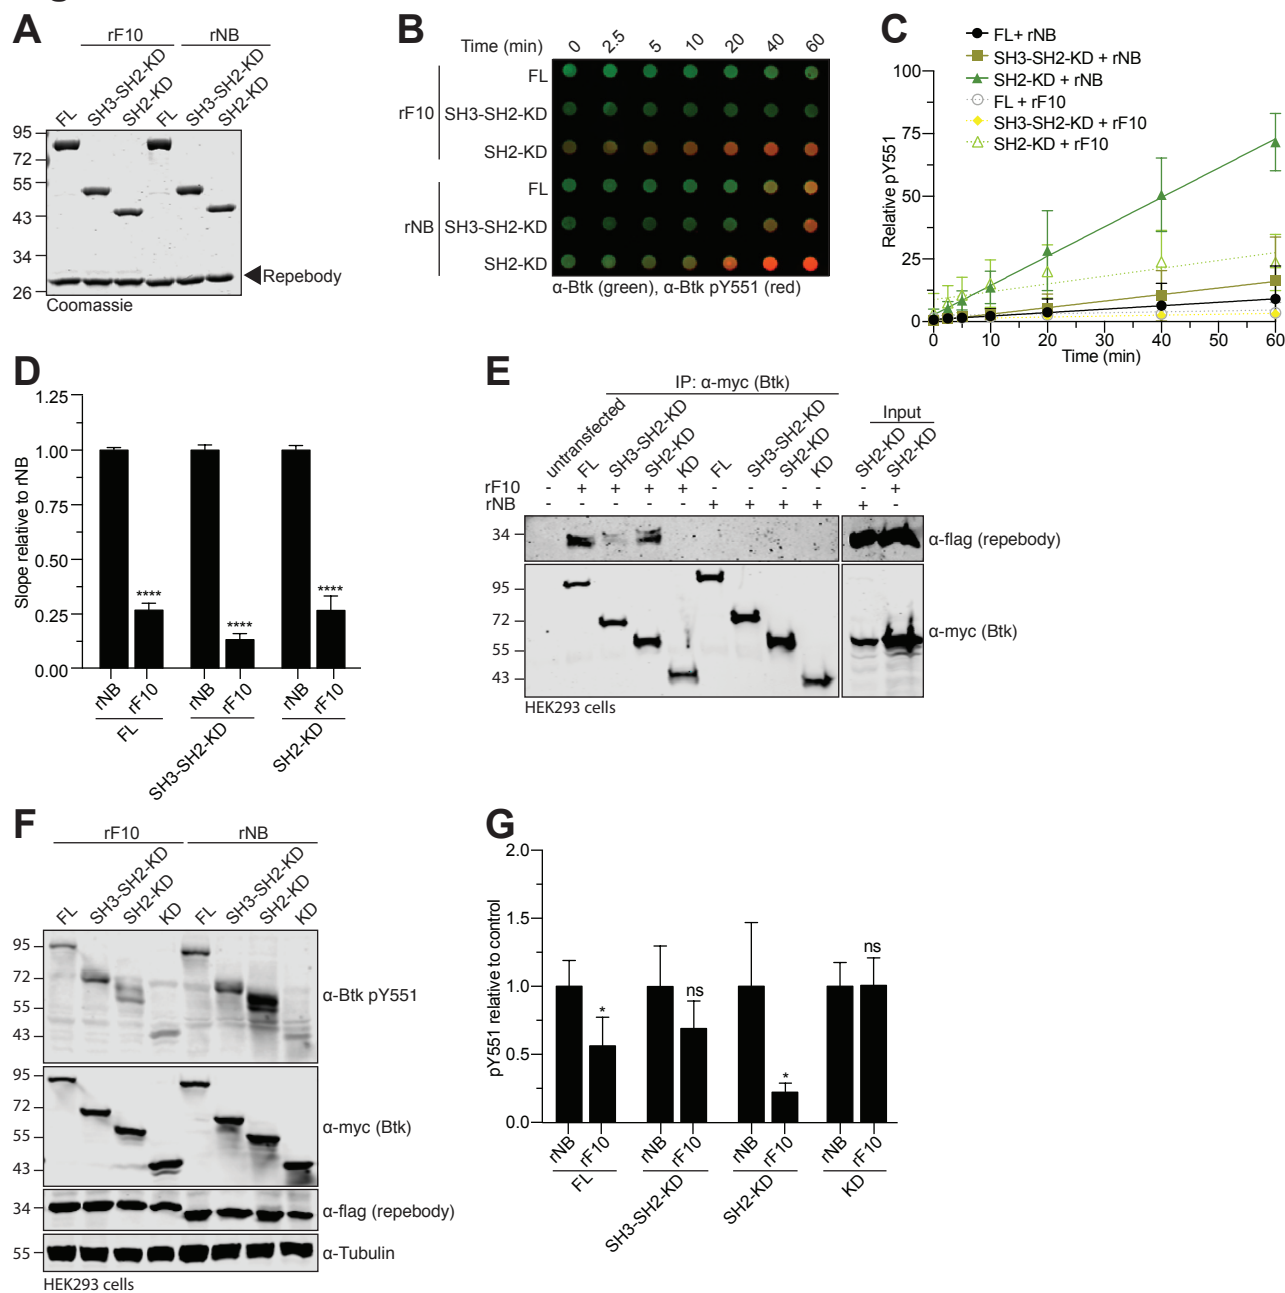 A
rF10
rNB
FL
SH3-SH2-KD
SH2-KD
FL
SH3-SH2-KD
SH2-KD
95
72
55
43
34
26
Repebody
Coomassie
B
Time (min)
0
2.5
5
10
20
40
60
rF10
FL
SH3-SH2-KD
SH2-KD
rNB
FL
SH3-SH2-KD
SH2-KD
α-Btk (green), α-Btk pY551 (red)
C
FL+ rNB
SH3-SH2-KD + rNB
SH2-KD + rNB
FL + rF10
SH3-SH2-KD + rF10
SH2-KD + rF10
Relative pY551
100
75
50
25
0
0
10
20
30
40
50
60
Time (min)
D
Slope relative to rNB
1.25
1.00
0.75
0.50
0.25
0.00
****
****
****
rNB
rF10
rNB
rF10
rNB
rF10
FL
SH3-SH2-KD
SH2-KD
E
IP: α-myc (Btk)
Input
untransfected
FL
SH3-SH2-KD
SH2-KD
KD
FL
SH3-SH2-KD
SH2-KD
KD
SH2-KD
SH2-KD
rF10 - + + + + - - - - - +
rNB - - - - - + + + + + -
34
α-flag (repebody)
95
72
55
43
α-myc (Btk)
HEK293 cells
F
rF10
rNB
FL
SH3-SH2-KD
SH2-KD
KD
FL
SH3-SH2-KD
SH2-KD
KD
95
72
55
43
α-Btk pY551
95
72
55
43
α-myc (Btk)
34
α-flag (repebody)
55
α-Tubulin
HEK293 cells
G
pY551 relative to control
2.0
1.5
1.0
0.5
0.0
*
ns
*
ns
rNB
rF10
rNB
rF10
rNB
rF10
rNB
rF10
FL
SH3-SH2-KD
SH2-KD
KD